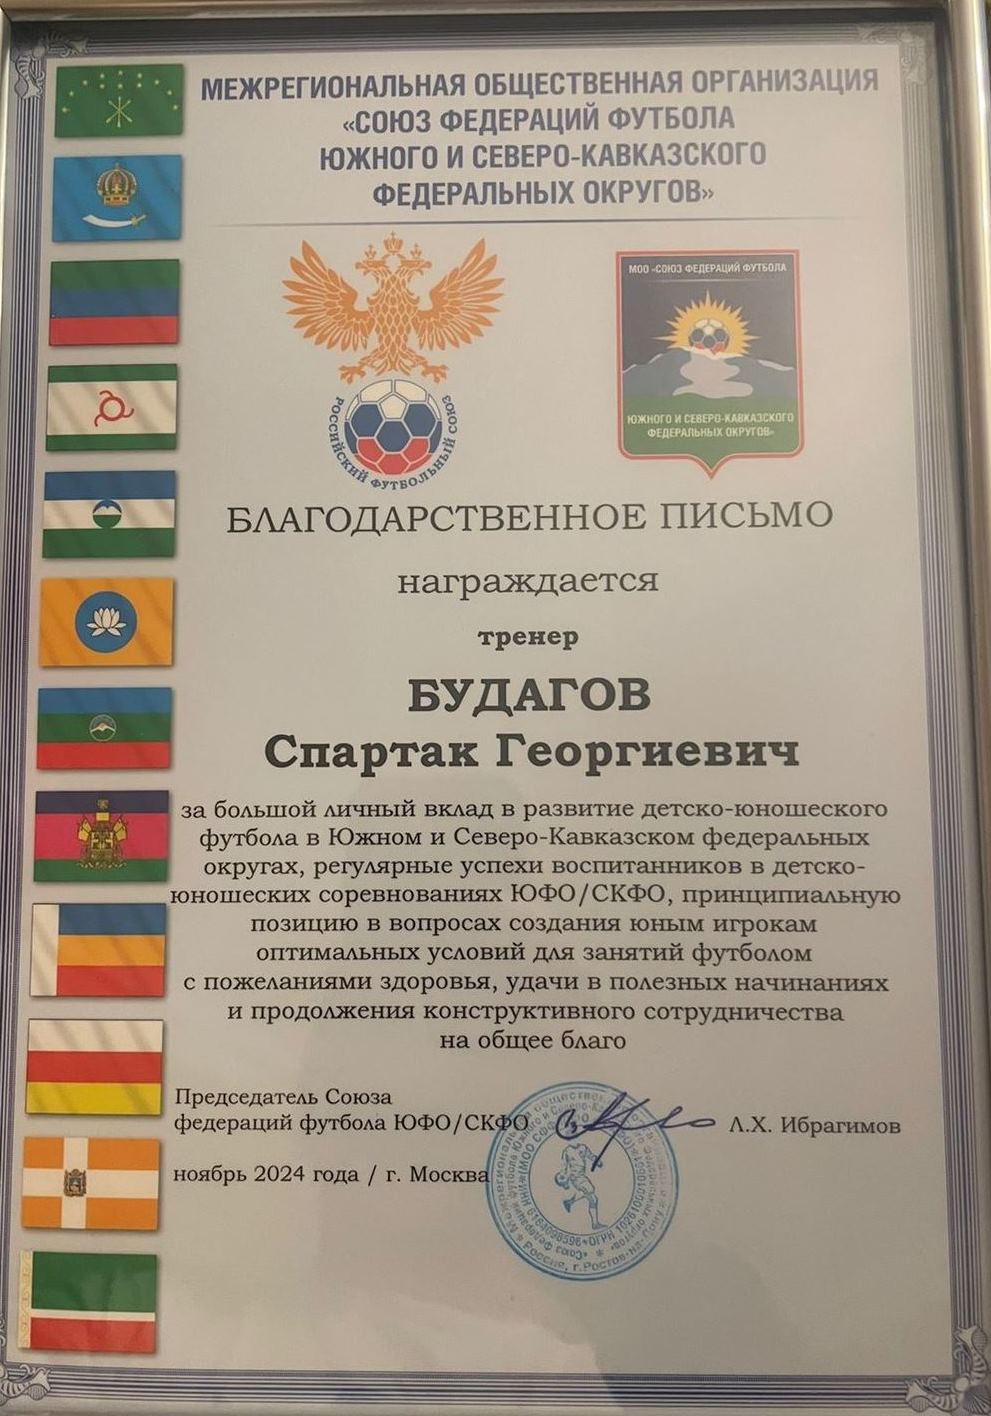 МЕЖРЕГИОНАЛЬНАЯ ОБЩЕСТВЕННАЯ ОРГАНИЗАЦИЯ
«СОЮЗ ФЕДЕРАЦИЙ ФУТБОЛА
ЮЖНОГО И СЕВЕРО-КАВКАЗСКОГО
ФЕДЕРАЛЬНЫХ ОКРУГОВ»
РОССИЙСКИЙ ФУТБОЛЬНЫЙ СОЮЗ
МОО «СОЮЗ ФЕДЕРАЦИЙ ФУТБОЛА
ЮЖНОГО И СЕВЕРО-КАВКАЗСКОГО
ФЕДЕРАЛЬНЫХ ОКРУГОВ»
БЛАГОДАРСТВЕННОЕ ПИСЬМО
награждается
тренер
БУДАГОВ
Спартак Георгиевич
за большой личный вклад в развитие детско-юношеского
футбола в Южном и Северо-Кавказском федеральных
округах, регулярные успехи воспитанников в детско-
юношеских соревнованиях ЮФО/СКФО, принципиальную
позицию в вопросах создания юным игрокам
оптимальных условий для занятий футболом
с пожеланиями здоровья, удачи в полезных начинаниях
и продолжения конструктивного сотрудничества
на общее благо
Председатель Союза
федераций футбола ЮФО/СКФО
Л.Х. Ибрагимов
ноябрь 2024 года / г. Москва